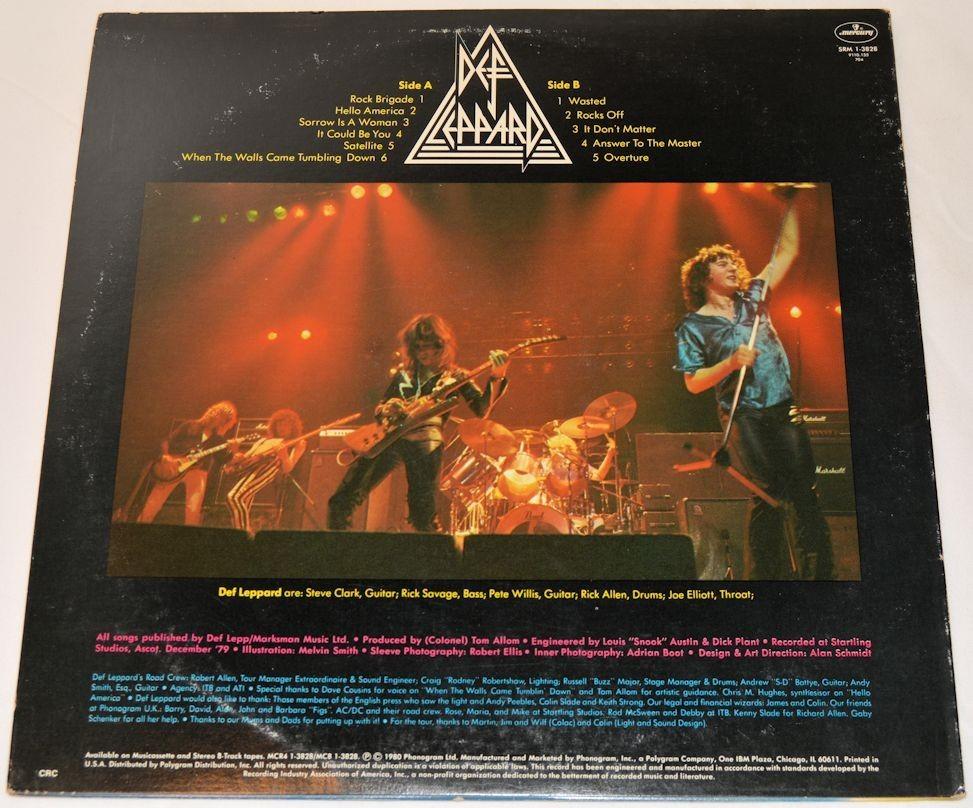 mercury
SRM 1-3828
9110.155
704
DEF
LEPPARD
Side A
Rock Brigade 1
Hello America 2
Sorrow Is A Woman 3
It Could Be You 4
Satellite 5
When The Walls Came Tumbling Down 6
Side B
1 Wasted
2 Rocks Off
3 It Don't Matter
4 Answer To The Master
5 Overture
Marshall
Marshall
Def Leppard are: Steve Clark, Guitar; Rick Savage, Bass; Pete Willis, Guitar; Rick Allen, Drums; Joe Elliott, Throat;
All songs published by Def Lepp/Marksman Music Ltd. • Produced by (Colonel) Tom Allom • Engineered by Louis "Snook" Austin & Dick Plant • Recorded at Startling
Studios, Ascot, December '79 • Illustration: Melvin Smith • Sleeve Photography: Robert Ellis • Inner Photography: Adrian Boot • Design & Art Direction: Alan Schmidt
Def Leppard's Road Crew: Robert Allen, Tour Manager Extraordinaire & Sound Engineer; Craig "Rodney" Robertshaw, Lighting; Russell "Buzz" Major, Stage Manager & Drums; Andrew "S-D" Battye, Guitar; Andy
Smith, Esq., Guitar • Agency: ITB and ATI • Special thanks to Dave Cousins for voice on "When The Walls Came Tumblin' Down" and Tom Allom for artistic guidance. Chris M. Hughes, synthesisor on "Hello
America" • Def Leppard would also like to thank: Those members of the English press who saw the light and Andy Peebles, Colin Slade and Keith Strong. Our legal and financial wizards: James and Colin. Our friends
at Phonogram U.K.: Barry, David, Alan, John and Barbara "Figs". AC/DC and their road crew. Rose, Maria, and Mike at Startling Studios. Rod McSween and Debby at ITB. Kenny Slade for Richard Allen. Gaby
Schenker for all her help. • Thanks to our Mums and Dads for putting up with it! • For the tour, thanks to Martin, Jim and Will (Colac) and Colin (Light and Sound Design).
Available on Musicassette and Stereo 8-Track tapes. MCR4 1-3828/MC8 1-3828. Ⓟ © 1980 Phonogram Ltd. Manufactured and Marketed by Phonogram, Inc., a Polygram Company, One IBM Plaza, Chicago, IL 60611. Printed in
U.S.A. Distributed by Polygram Distribution, Inc. All rights reserved. Unauthorized duplication is a violation of applicable laws. This record has been engineered and manufactured in accordance with standards developed by the
Recording Industry Association of America, Inc., a non-profit organization dedicated to the betterment of recorded music and literature.
CRC